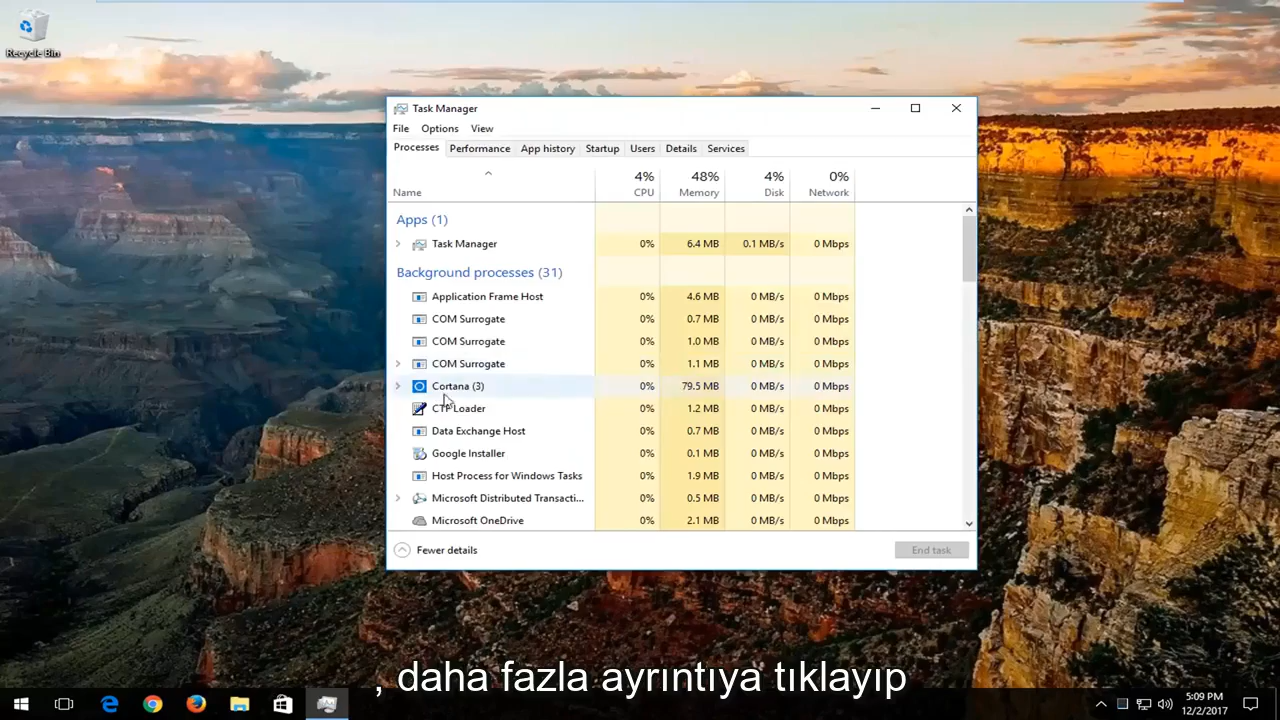 Recycle Bin
Task Manager
File Options View
Processes Performance App history Startup Users Details Services
4% 48% 4% 0%
Name CPU Memory Disk Network
Apps (1)
Task Manager 0% 6.4 MB 0.1 MB/s 0 Mbps
Background processes (31)
Application Frame Host 0% 4.6 MB 0 MB/s 0 Mbps
COM Surrogate 0% 0.7 MB 0 MB/s 0 Mbps
COM Surrogate 0% 1.0 MB 0 MB/s 0 Mbps
COM Surrogate 0% 1.1 MB 0 MB/s 0 Mbps
Cortana (3) 0% 79.5 MB 0 MB/s 0 Mbps
CTF Loader 0% 1.2 MB 0 MB/s 0 Mbps
Data Exchange Host 0% 0.7 MB 0 MB/s 0 Mbps
Google Installer 0% 0.1 MB 0 MB/s 0 Mbps
Host Process for Windows Tasks 0% 1.9 MB 0 MB/s 0 Mbps
Microsoft Distributed Transacti... 0% 0.5 MB 0 MB/s 0 Mbps
Microsoft OneDrive 0% 2.1 MB 0 MB/s 0 Mbps
Fewer details End task
, daha fazla ayrıntıya tıklayıp
5:09 PM
12/2/2017